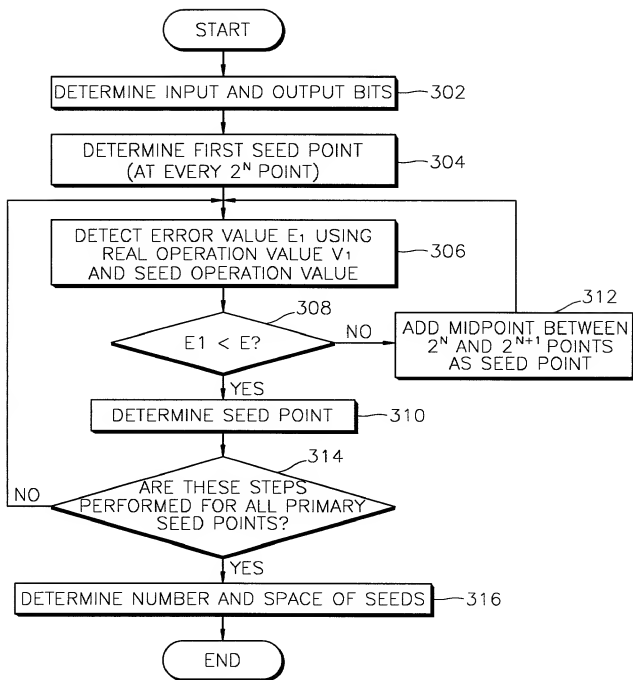 START
DETERMINE INPUT AND OUTPUT BITS
302
DETERMINE FIRST SEED POINT
(AT EVERY 2^N POINT)
304
DETECT ERROR VALUE E₁ USING
REAL OPERATION VALUE V₁
AND SEED OPERATION VALUE
306
308
E1 < E?
NO
312
ADD MIDPOINT BETWEEN
2^N AND 2^N+1 POINTS
AS SEED POINT
YES
DETERMINE SEED POINT
310
314
NO
ARE THESE STEPS
PERFORMED FOR ALL PRIMARY
SEED POINTS?
YES
DETERMINE NUMBER AND SPACE OF SEEDS
316
END